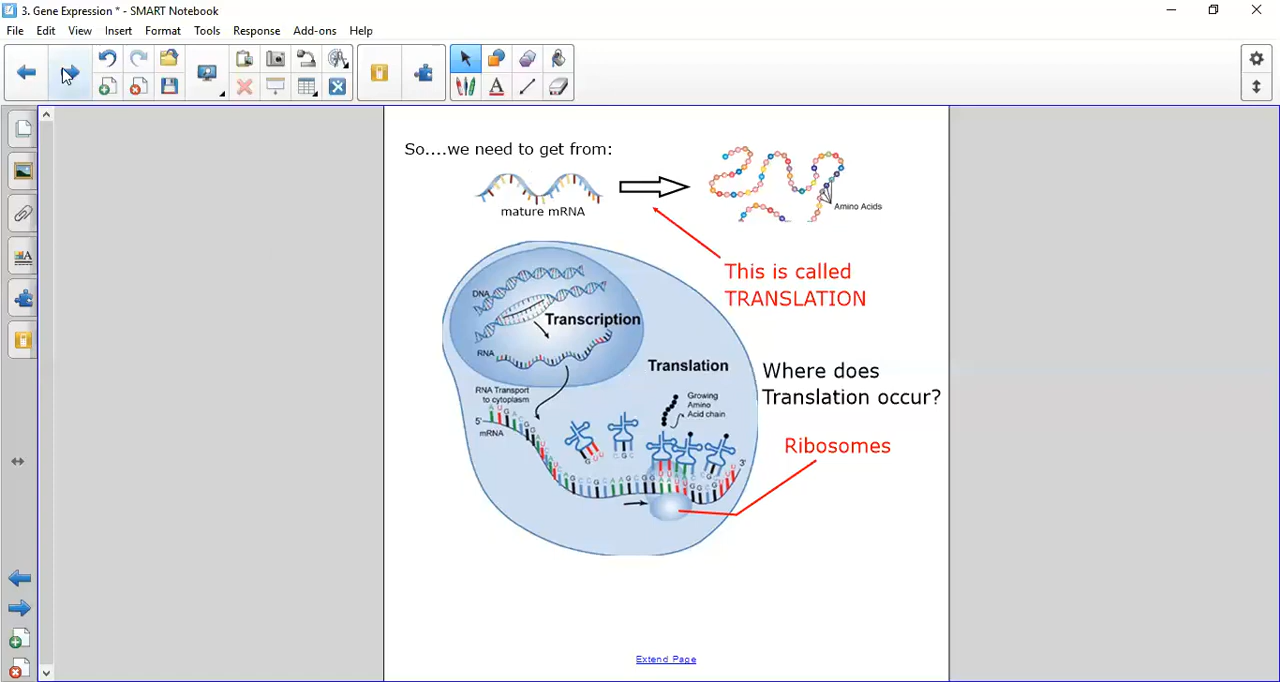 3. Gene Expression * - SMART Notebook
File Edit View Insert Format Tools Response Add-ons Help
So....we need to get from:
mature mRNA
Amino Acids
This is called
TRANSLATION
DNA
Transcription
RNA
Translation
Where does
Translation occur?
RNA Transport
to cytoplasm
Growing
Amino
Acid chain
5'
mRNA
Ribosomes
3'
Extend Page